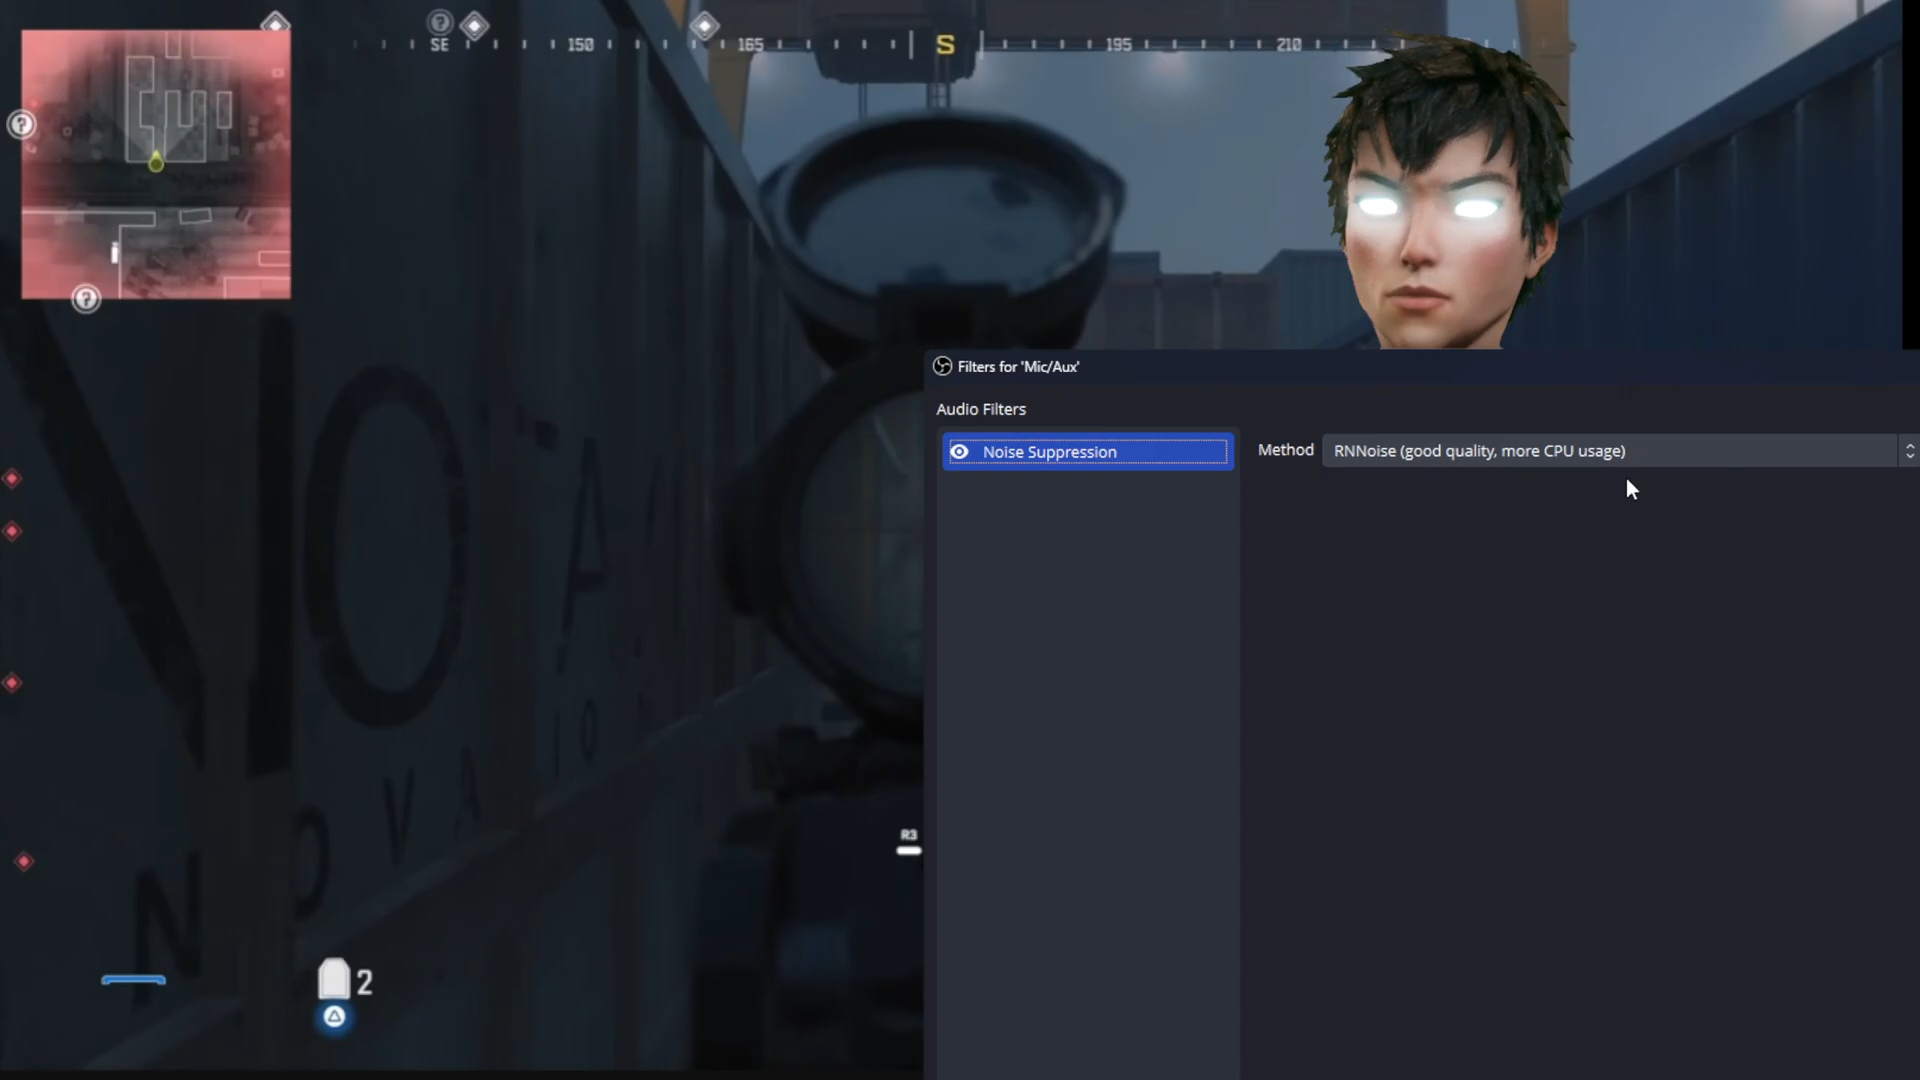 SE 150 165 S 195 210
Filters for 'Mic/Aux'
Audio Filters
Noise Suppression
Method RNNoise (good quality, more CPU usage)
R3
2